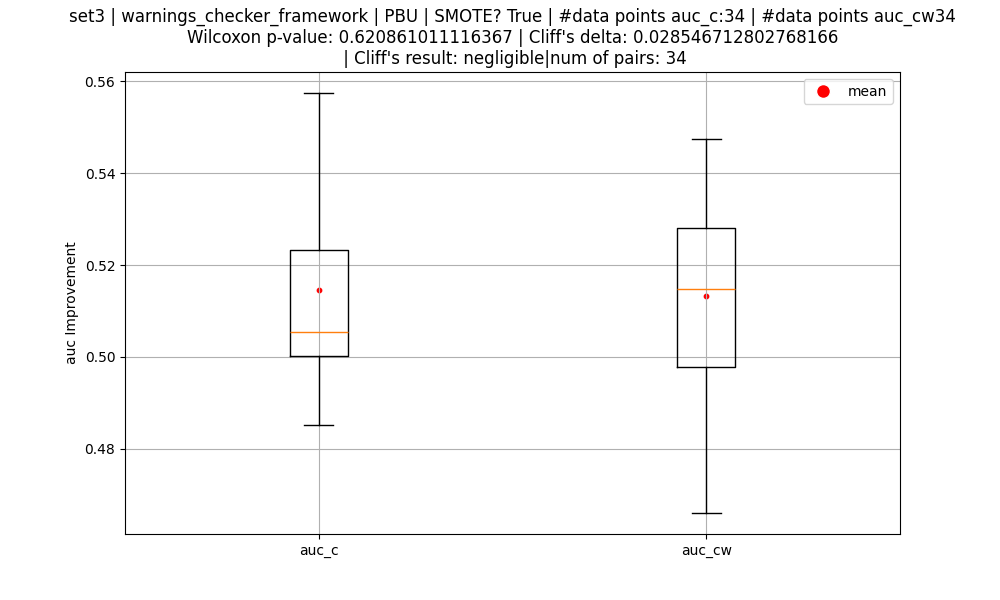 set3 | warnings_checker_framework | PBU | SMOTE? True | #data points auc_c:34 | #data points auc_cw34
Wilcoxon p-value: 0.620861011116367 | Cliff's delta: 0.028546712802768166
| Cliff's result: negligible|num of pairs: 34
mean
0.56
0.54
0.52
0.50
0.48
auc Improvement
auc_c
auc_cw